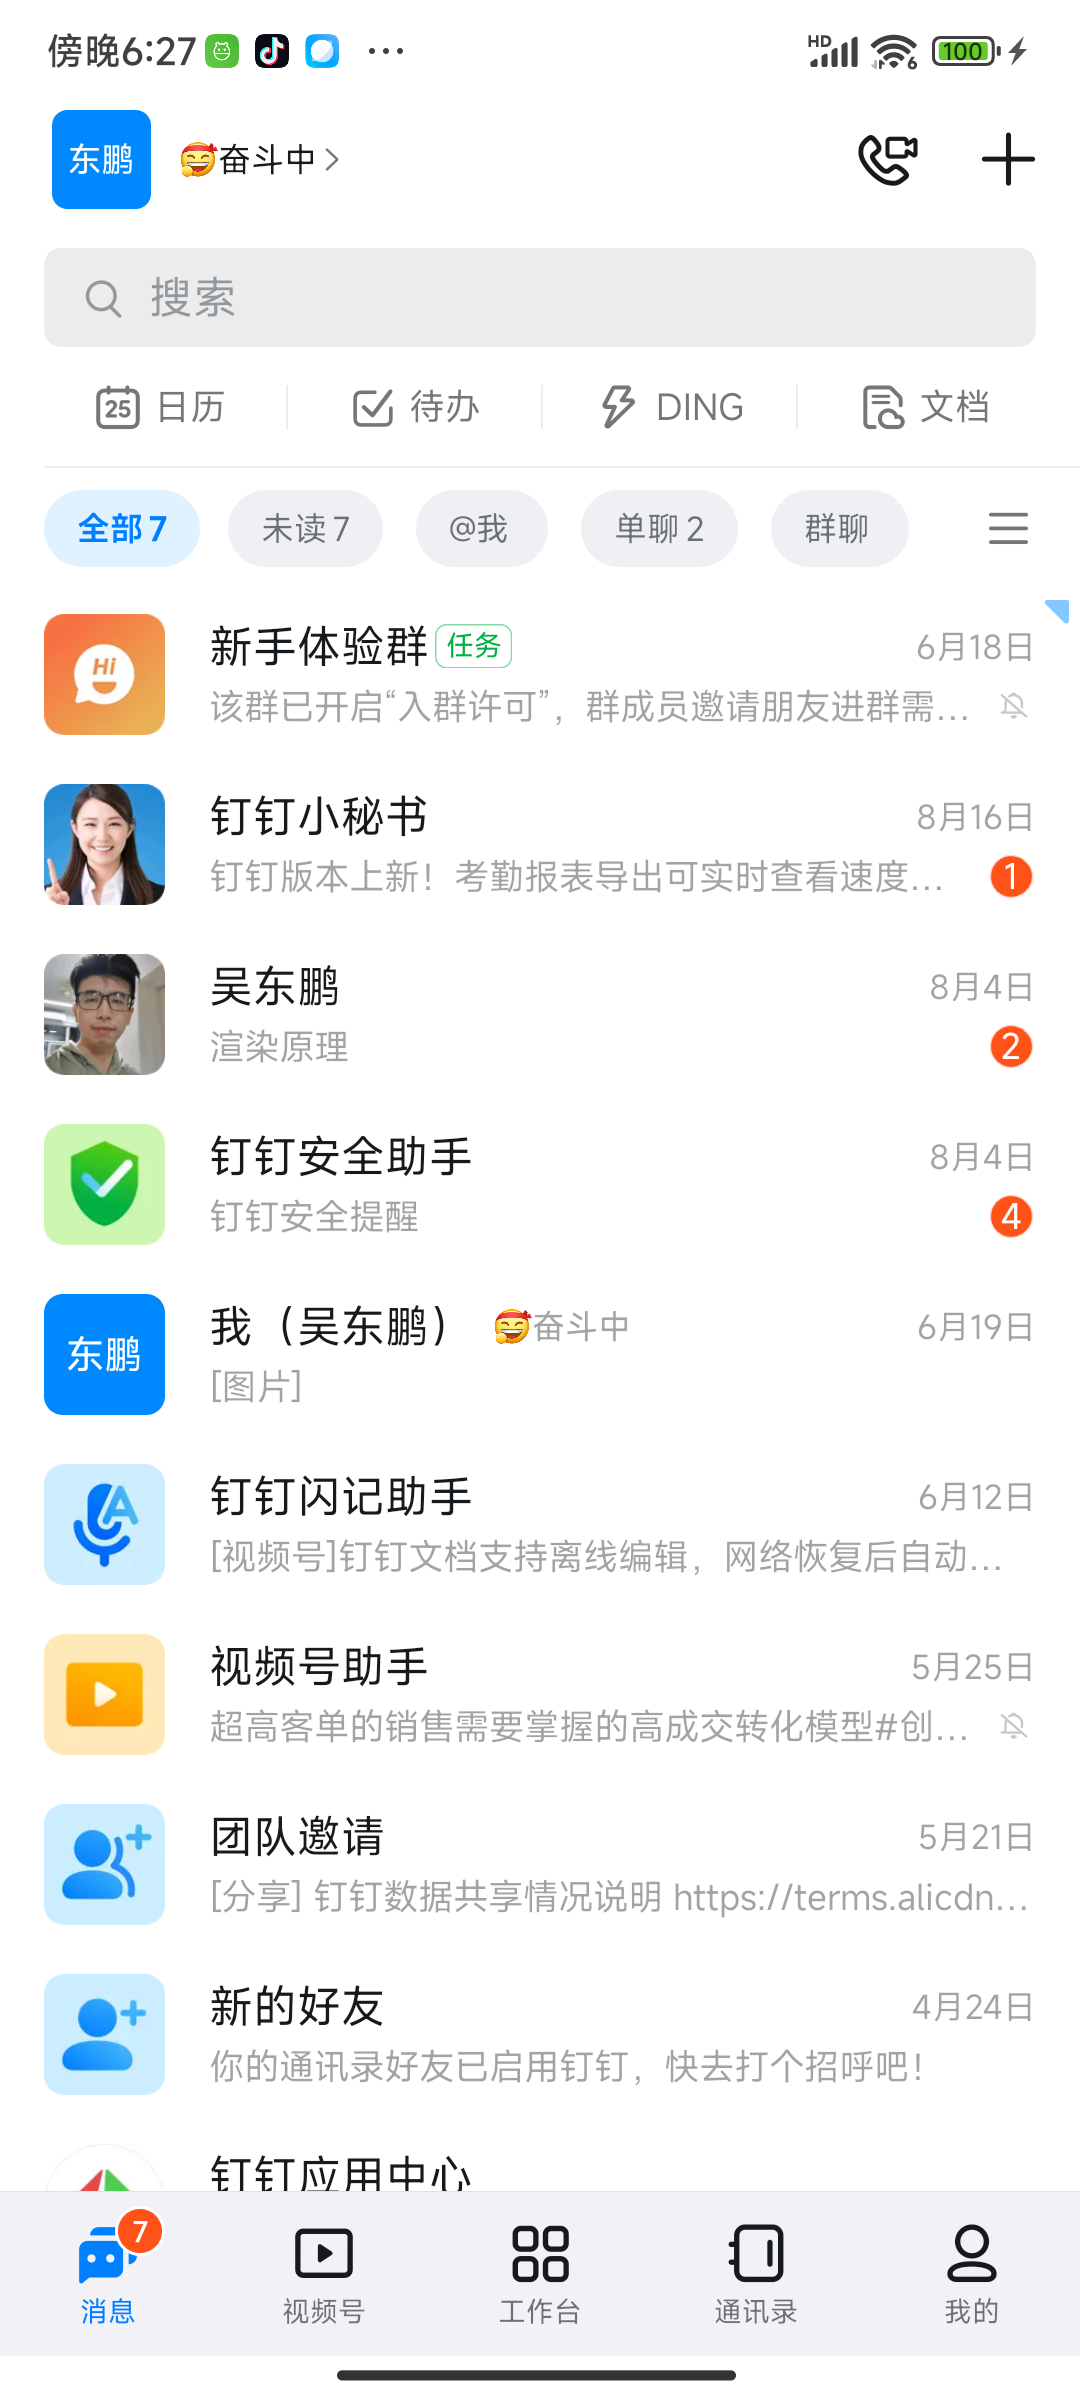 傍晚6:27
HD
6
100
东鹏
奋斗中
搜索
25 日历
待办
DING
文档
全部 7
未读 7
@我
单聊 2
群聊
新手体验群 任务 6月18日
Hi
该群已开启“入群许可”，群成员邀请朋友进群需...
钉钉小秘书 8月16日
钉钉版本上新！考勤报表导出可实时查看速度... 1
吴东鹏 8月4日
渲染原理 2
钉钉安全助手 8月4日
钉钉安全提醒 4
东鹏
我（吴东鹏） 奋斗中 6月19日
[图片]
钉钉闪记助手 6月12日
A
[视频号]钉钉文档支持离线编辑，网络恢复后自动...
视频号助手 5月25日
超高客单的销售需要掌握的高成交转化模型#创...
团队邀请 5月21日
[分享] 钉钉数据共享情况说明 https://terms.alicdn...
新的好友 4月24日
你的通讯录好友已启用钉钉，快去打个招呼吧！
钉钉应用中心
7
消息
视频号
工作台
通讯录
我的